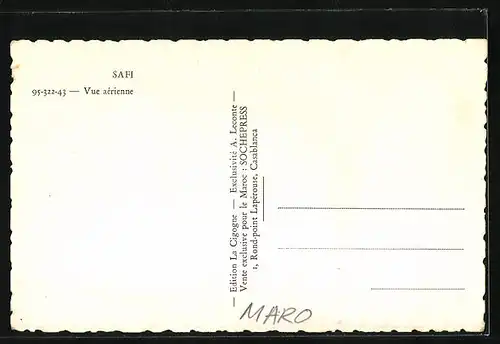 SAFI
95-322-43 — Vue aérienne
— Edition La Cigogne — Exclusivité A. Leconte —
Vente exclusive pour le Maroc : SOCHEPRESS
1, Rond-point Lapérouse, Casablanca
MARO